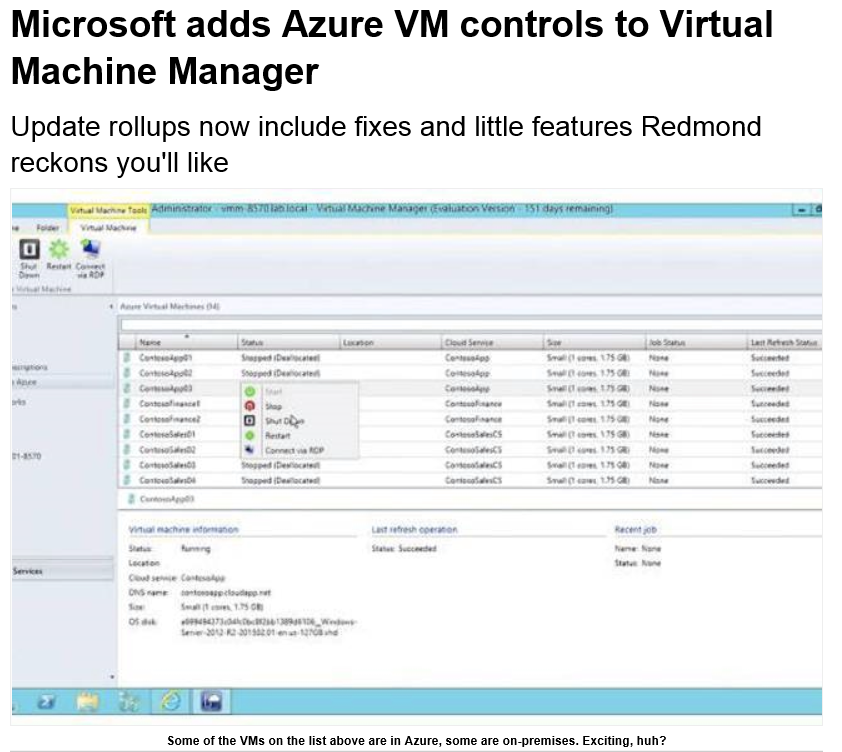 Microsoft adds Azure VM controls to Virtual
Machine Manager
Update rollups now include fixes and little features Redmond
reckons you'll like
Virtual Machine Tools Administrator - vmm-8570.lab.local - Virtual Machine Manager (Evaluation Version - 151 days remaining)
Folder Virtual Machine
Shut Down Restart Connect via RDP
Virtual Machine
Azure Virtual Machines (34)
Name Status Location Cloud Service Size Job Status Last Refresh Status
ContosoApp01 Stopped (Deallocated) ContosoApp Small (1 cores, 1.75 GB) None Succeeded
ContosoApp02 Stopped (Deallocated) ContosoApp Small (1 cores, 1.75 GB) None Succeeded
ContosoApp03 ContosoApp Small (1 cores, 1.75 GB) None Succeeded
ContosoFinance1 ContosoFinance Small (1 cores, 1.75 GB) None Succeeded
ContosoFinance2 ContosoFinance Small (1 cores, 1.75 GB) None Succeeded
ContosoSales01 ContosoSalesCS Small (1 cores, 1.75 GB) None Succeeded
ContosoSales02 ContosoSalesCS Small (1 cores, 1.75 GB) None Succeeded
ContosoSales03 Stopped (Deallocated) ContosoSalesCS Small (1 cores, 1.75 GB) None Succeeded
ContosoSales04 Stopped (Deallocated) ContosoSalesCS Small (1 cores, 1.75 GB) None Succeeded
Start
Stop
Shut Down
Restart
Connect via RDP
Azure
01-8570
Services
ContosoApp03
Virtual machine information Last refresh operation Recent job
Status: Running Status: Succeeded Name: None
Location: Status: None
Cloud service: ContosoApp
DNS name: contosoapp.cloudapp.net
Size: Small (1 cores, 1.75 GB)
OS disk:
Server-2012-R2-201502.01-en.us-127GB.vhd
Some of the VMs on the list above are in Azure, some are on-premises. Exciting, huh?